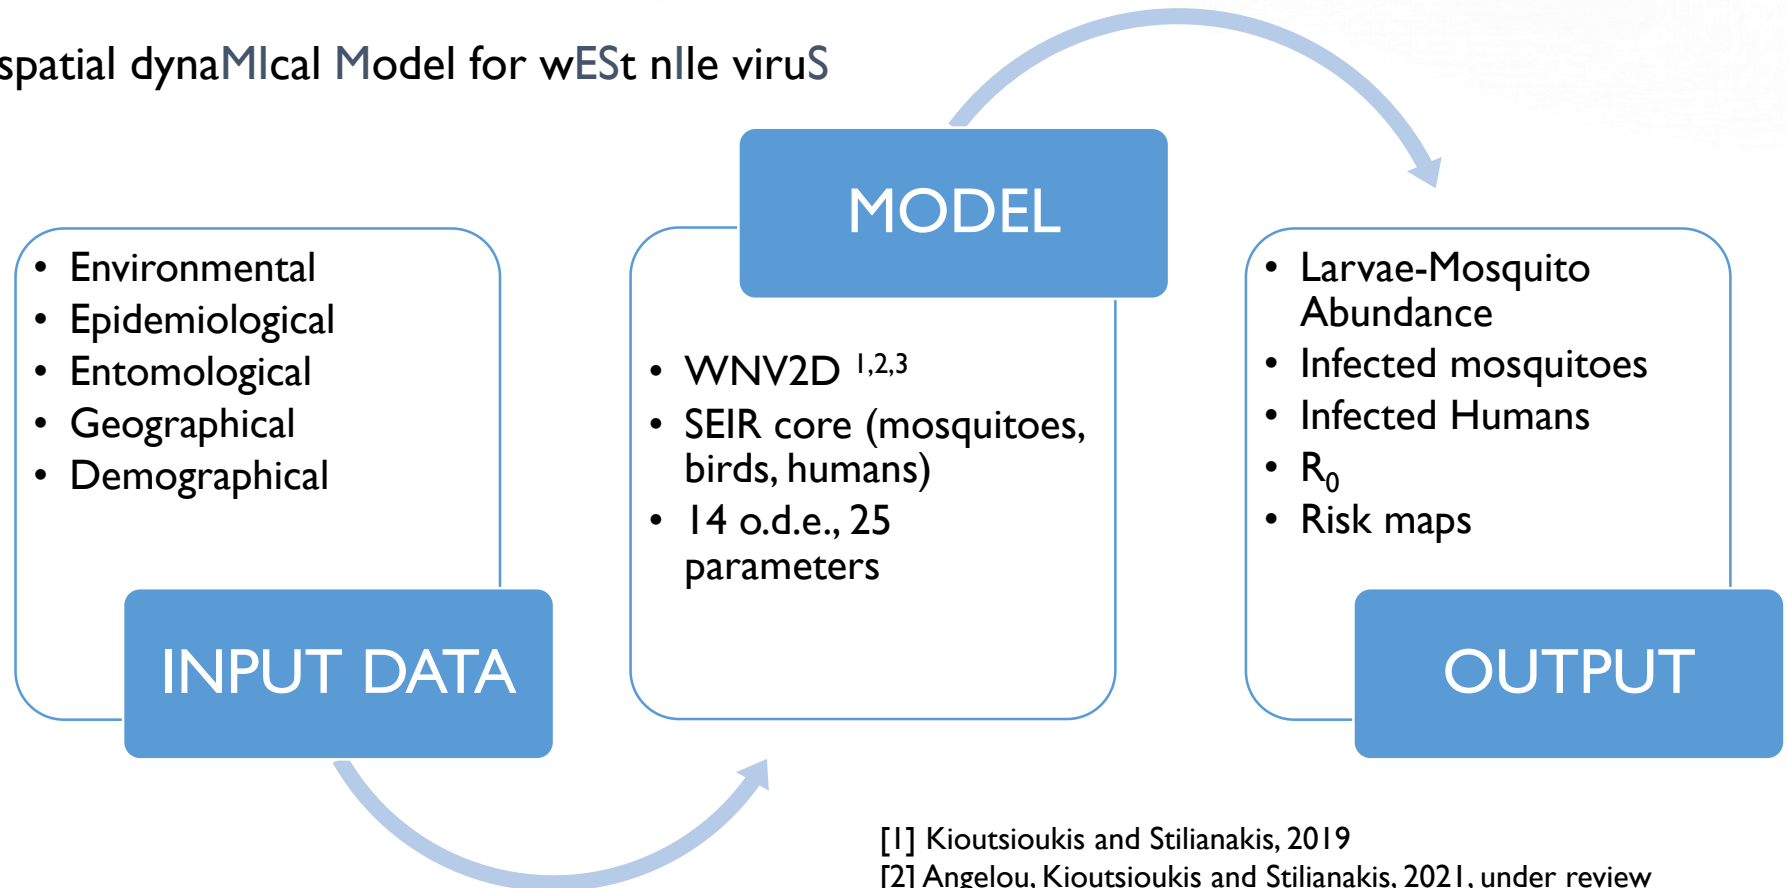 spatial dynaMIcal Model for wESt nIle viruS
MODEL
• Environmental
• Epidemiological
• Entomological
• Geographical
• Demographical
INPUT DATA
• WNV2D 1,2,3
• SEIR core (mosquitoes,
birds, humans)
• 14 o.d.e., 25
parameters
• Larvae-Mosquito
Abundance
• Infected mosquitoes
• Infected Humans
• R₀
• Risk maps
OUTPUT
[1] Kioutsioukis and Stilianakis, 2019
[2] Angelou, Kioutsioukis and Stilianakis, 2021, under review